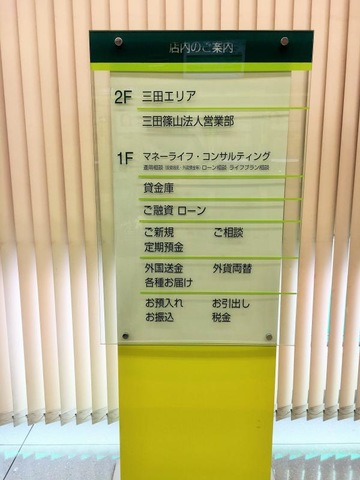 店内のご案内
2F 三田エリア
三田篠山法人営業部
1F マネーライフ・コンサルティング
ローン相談 ライフプラン相談
貸金庫
ご融資 ローン
ご新規 ご相談
定期預金
外国送金 外貨両替
各種お届け
お預入れ お引出し
お振込 税金